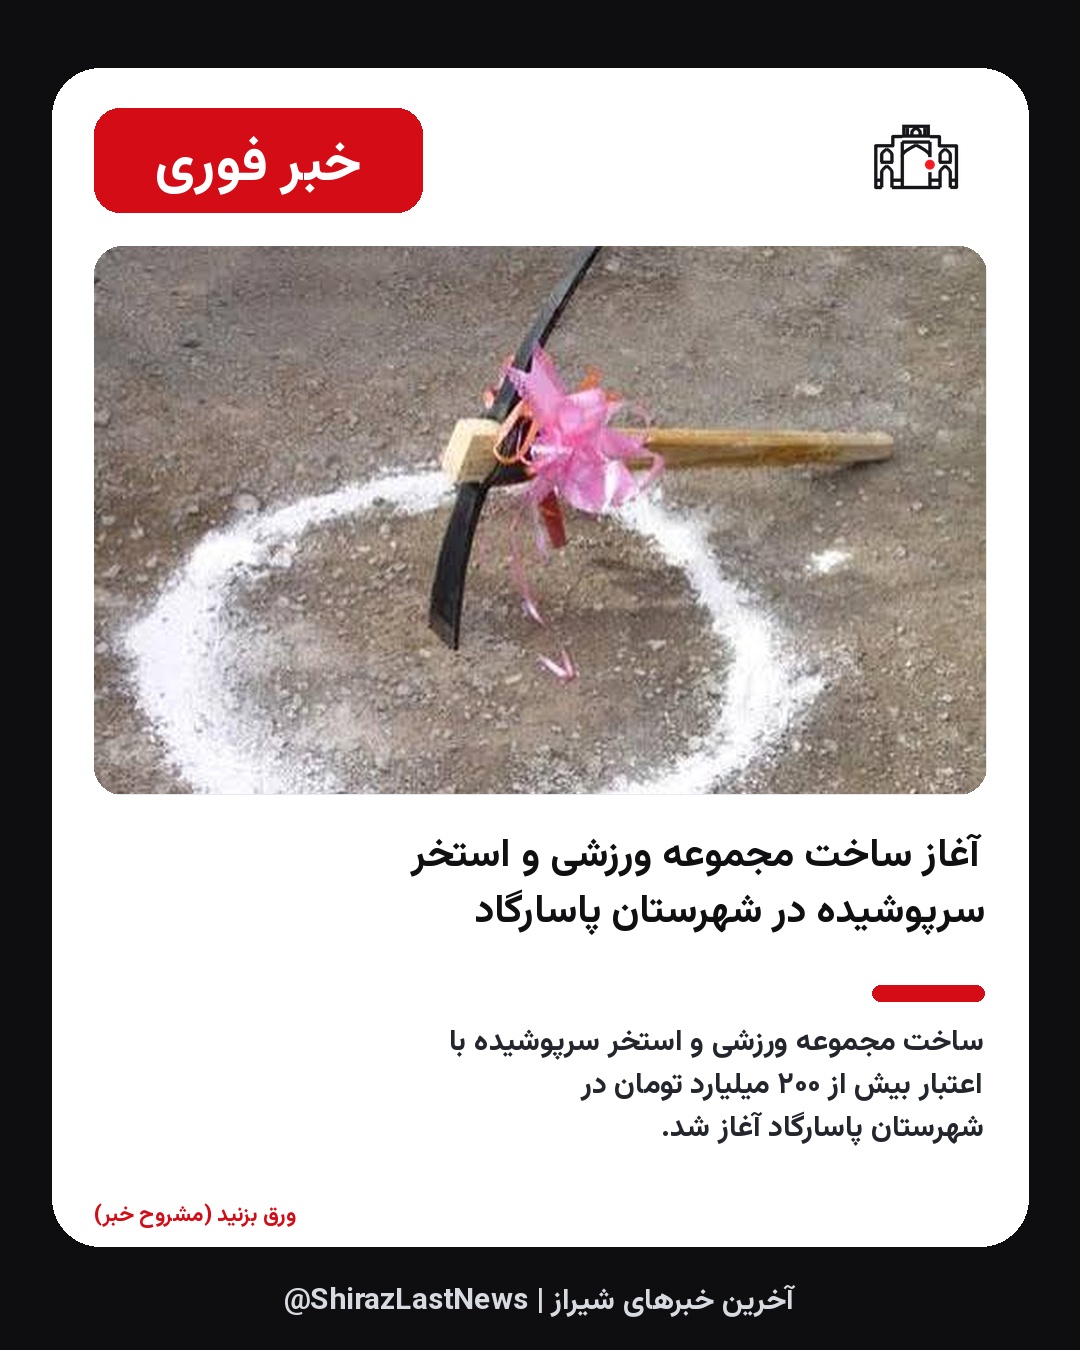 خبر فوری
آغاز ساخت مجموعه ورزشی و استخر
سرپوشیده در شهرستان پاسارگاد
ساخت مجموعه ورزشی و استخر سرپوشیده با
اعتبار بیش از ۲۰۰ میلیارد تومان در
شهرستان پاسارگاد آغاز شد.
ورق بزنید (مشروح خبر)
آخرین خبرهای شیراز | @ShirazLastNews